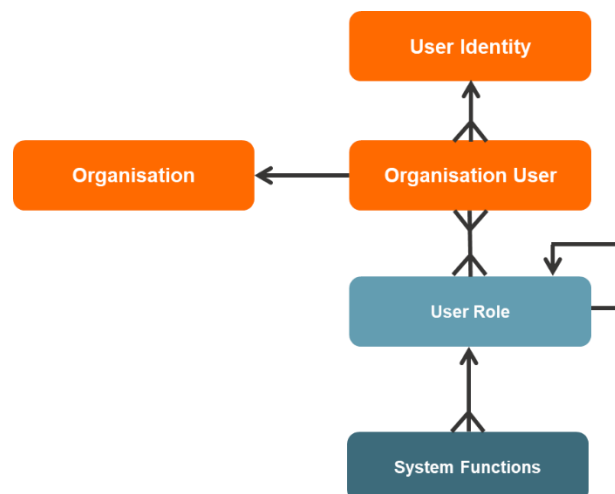 User Identity
Organisation
Organisation User
User Role
System Functions